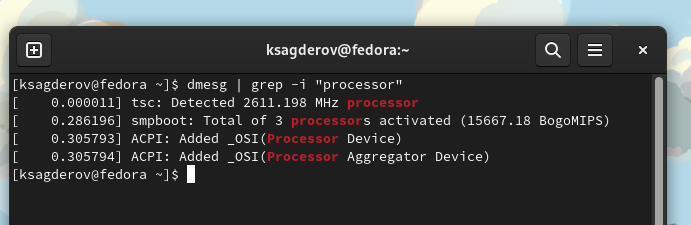 ksagderov@fedora:~
[ksagderov@fedora ~]$ dmesg | grep -i "processor"
[    0.000011] tsc: Detected 2611.198 MHz processor
[    0.286196] smpboot: Total of 3 processors activated (15667.18 BogoMIPS)
[    0.305793] ACPI: Added _OSI(Processor Device)
[    0.305794] ACPI: Added _OSI(Processor Aggregator Device)
[ksagderov@fedora ~]$